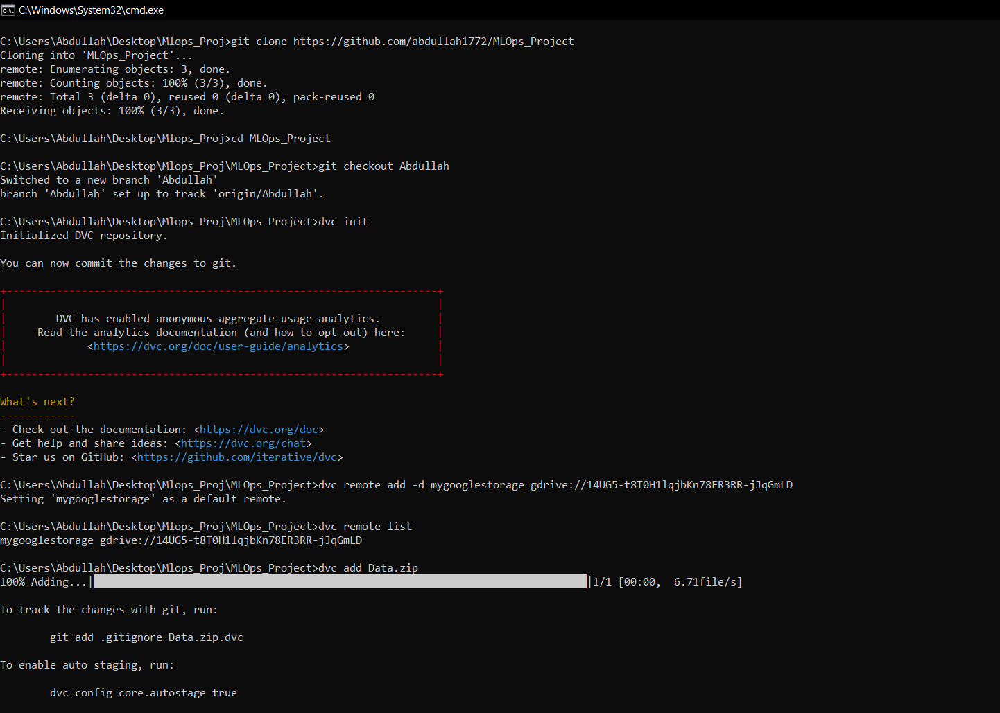 C:\Windows\System32\cmd.exe
C:\Users\Abdullah\Desktop\Mlops_Proj>git clone https://github.com/abdullah1772/MLOps_Project
Cloning into 'MLOps_Project'...
remote: Enumerating objects: 3, done.
remote: Counting objects: 100% (3/3), done.
remote: Total 3 (delta 0), reused 0 (delta 0), pack-reused 0
Receiving objects: 100% (3/3), done.
C:\Users\Abdullah\Desktop\Mlops_Proj>cd MLOps_Project
C:\Users\Abdullah\Desktop\Mlops_Proj\MLOps_Project>git checkout Abdullah
Switched to a new branch 'Abdullah'
branch 'Abdullah' set up to track 'origin/Abdullah'.
C:\Users\Abdullah\Desktop\Mlops_Proj\MLOps_Project>dvc init
Initialized DVC repository.
You can now commit the changes to git.
DVC has enabled anonymous aggregate usage analytics.
Read the analytics documentation (and how to opt-out) here:
<https://dvc.org/doc/user-guide/analytics>
What's next?
------------
- Check out the documentation: <https://dvc.org/doc>
- Get help and share ideas: <https://dvc.org/chat>
- Star us on GitHub: <https://github.com/iterative/dvc>
C:\Users\Abdullah\Desktop\Mlops_Proj\MLOps_Project>dvc remote add -d mygooglestorage gdrive://14UG5-t8T0H1lqjbKn78ER3RR-jJqGmLD
Setting 'mygooglestorage' as a default remote.
C:\Users\Abdullah\Desktop\Mlops_Proj\MLOps_Project>dvc remote list
mygooglestorage gdrive://14UG5-t8T0H1lqjbKn78ER3RR-jJqGmLD
C:\Users\Abdullah\Desktop\Mlops_Proj\MLOps_Project>dvc add Data.zip
100% Adding...| |1/1 [00:00,  6.71file/s]
To track the changes with git, run:
git add .gitignore Data.zip.dvc
To enable auto staging, run:
dvc config core.autostage true